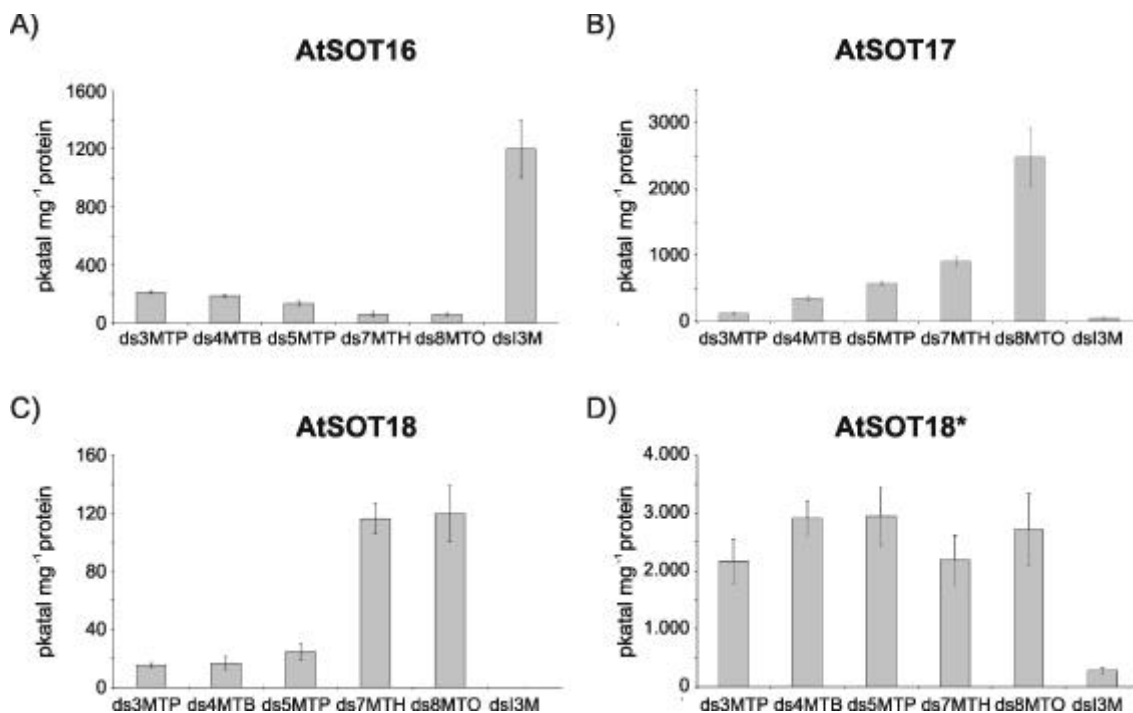 A)
AtSOT16
pkatal mg⁻¹ protein
1600
1200
800
400
0
ds3MTP ds4MTB ds5MTP ds7MTH ds8MTO dsI3M
B)
AtSOT17
pkatal mg⁻¹ protein
3000
2000
1000
0
ds3MTP ds4MTB ds5MTP ds7MTH ds8MTO dsI3M
C)
AtSOT18
pkatal mg⁻¹ protein
160
120
80
40
0
ds3MTP ds4MTB ds5MTP ds7MTH ds8MTO dsI3M
D)
AtSOT18*
pkatal mg⁻¹ protein
4.000
3.000
2.000
1.000
0
ds3MTP ds4MTB ds5MTP ds7MTH ds8MTO dsI3M